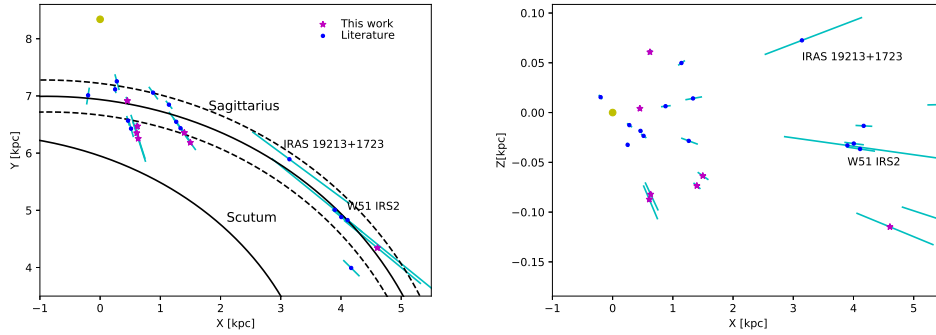 8
7
6
5
4
Y [kpc]
This work
Literature
Sagittarius
IRAS 19213+1723
W51 IRS2
Scutum
−1
0
1
2
3
4
5
X [kpc]
0.10
0.05
0.00
−0.05
−0.10
−0.15
Z[kpc]
IRAS 19213+1723
W51 IRS2
−1
0
1
2
3
4
5
X [kpc]